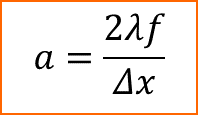 a = 2λf / Δx